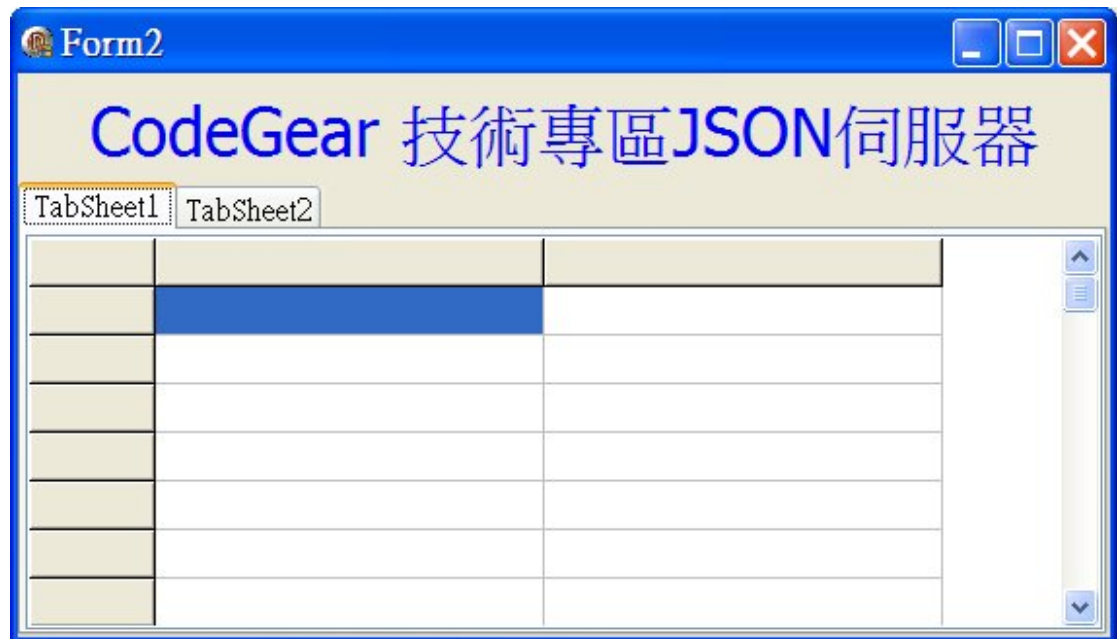 Form2
CodeGear 技術專區JSON伺服器
TabSheet1 TabSheet2